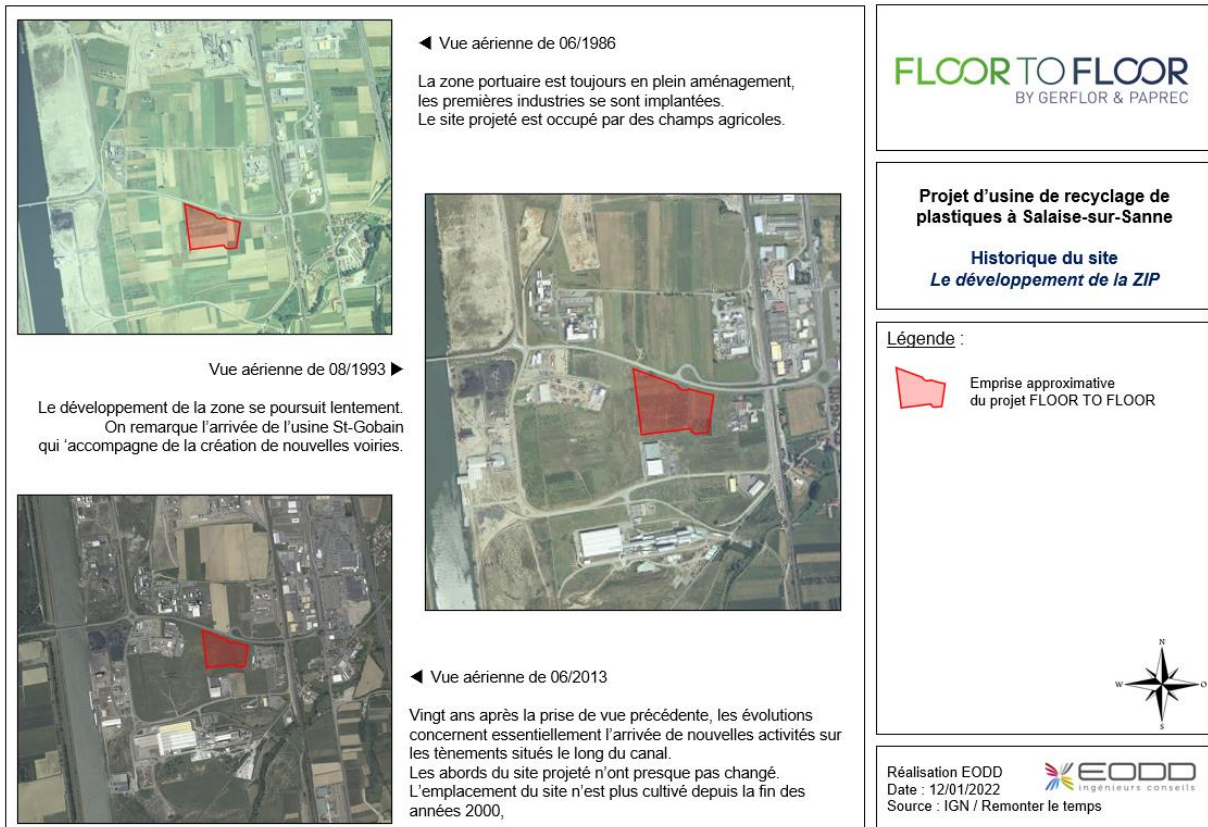 ◀ Vue aérienne de 06/1986
La zone portuaire est toujours en plein aménagement,
les premières industries se sont implantées.
Le site projeté est occupé par des champs agricoles.
Vue aérienne de 08/1993 ▶
Le développement de la zone se poursuit lentement.
On remarque l’arrivée de l’usine St-Gobain
qui ‘accompagne de la création de nouvelles voiries.
◀ Vue aérienne de 06/2013
Vingt ans après la prise de vue précédente, les évolutions
concernent essentiellement l’arrivée de nouvelles activités sur
les tènements situés le long du canal.
Les abords du site projeté n’ont presque pas changé.
L’emplacement du site n’est plus cultivé depuis la fin des
années 2000,
FLOOR TO FLOOR
BY GERFLOR & PAPREC
Projet d’usine de recyclage de
plastiques à Salaise-sur-Sanne
Historique du site
Le développement de la ZIP
Légende :
Emprise approximative
du projet FLOOR TO FLOOR
N
W
O
S
Réalisation EODD
Date : 12/01/2022
Source : IGN / Remonter le temps
EODD
ingénieurs conseils